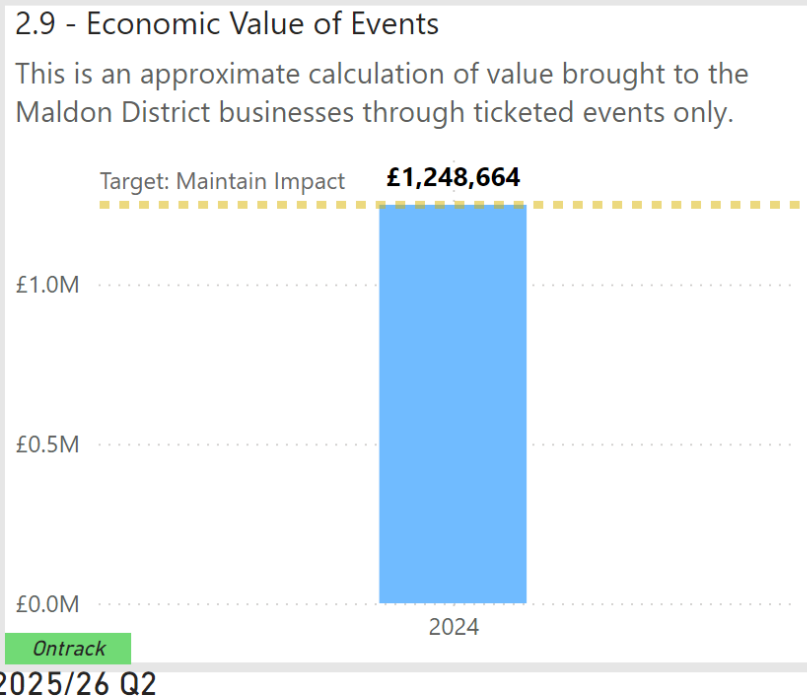 2.9 - Economic Value of Events
This is an approximate calculation of value brought to the
Maldon District businesses through ticketed events only.
Target: Maintain Impact
£1,248,664
£1.0M
£0.5M
£0.0M
2024
Ontrack
2025/26 Q2